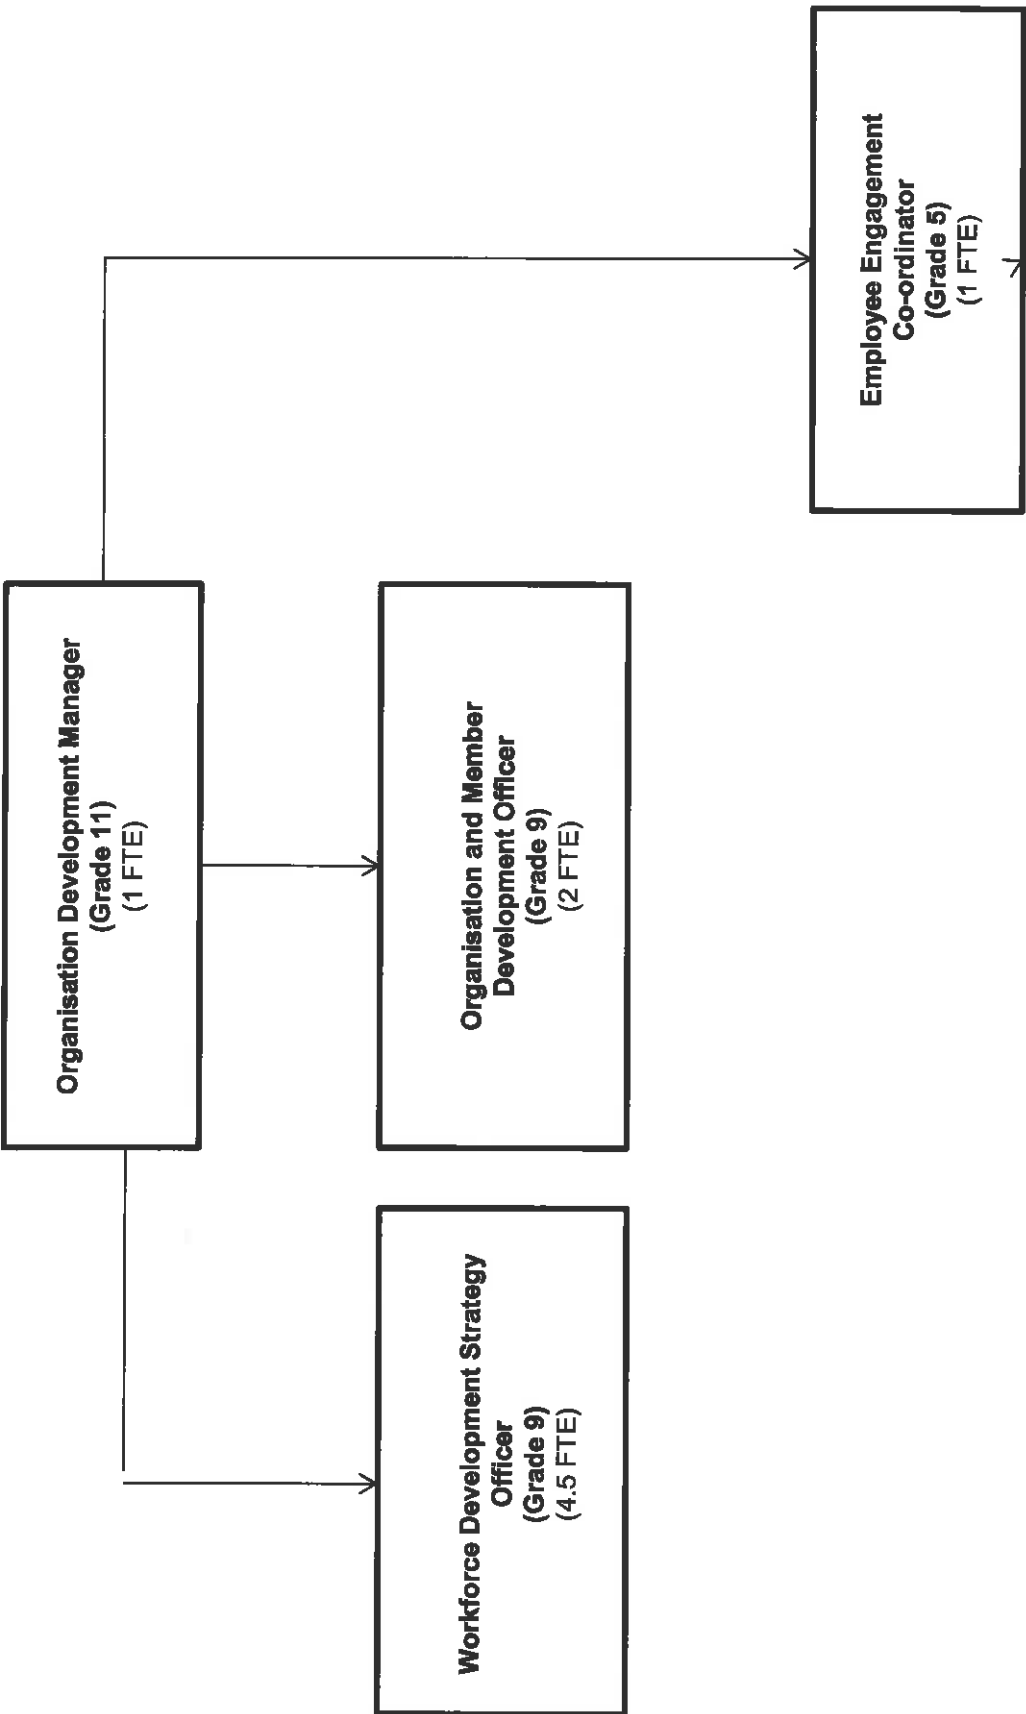 Organisation Development Manager
(Grade 11)
(1 FTE)
Workforce Development Strategy
Officer
(Grade 9)
(4.5 FTE)
Organisation and Member
Development Officer
(Grade 9)
(2 FTE)
Employee Engagement
Co-ordinator
(Grade 5)
(1 FTE)